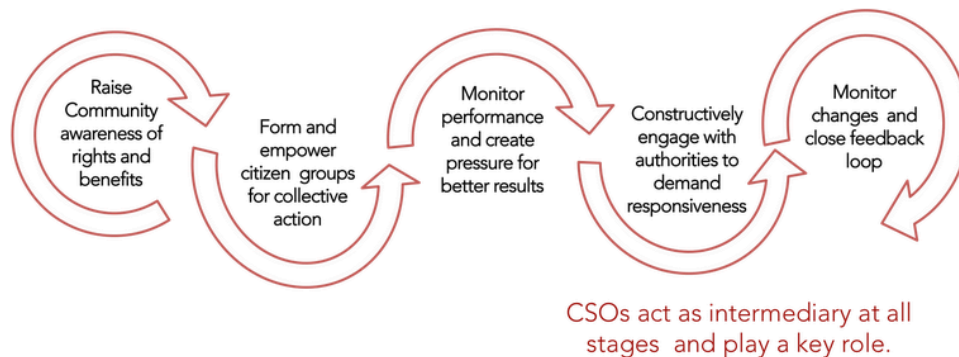 Raise
Community
awareness of
rights and
benefits
Form and
empower
citizen groups
for collective
action
Monitor
performance
and create
pressure for
better results
Constructively
engage with
authorities to
demand
responsiveness
Monitor
changes and
close feedback
loop
CSOs act as intermediary at all
stages and play a key role.